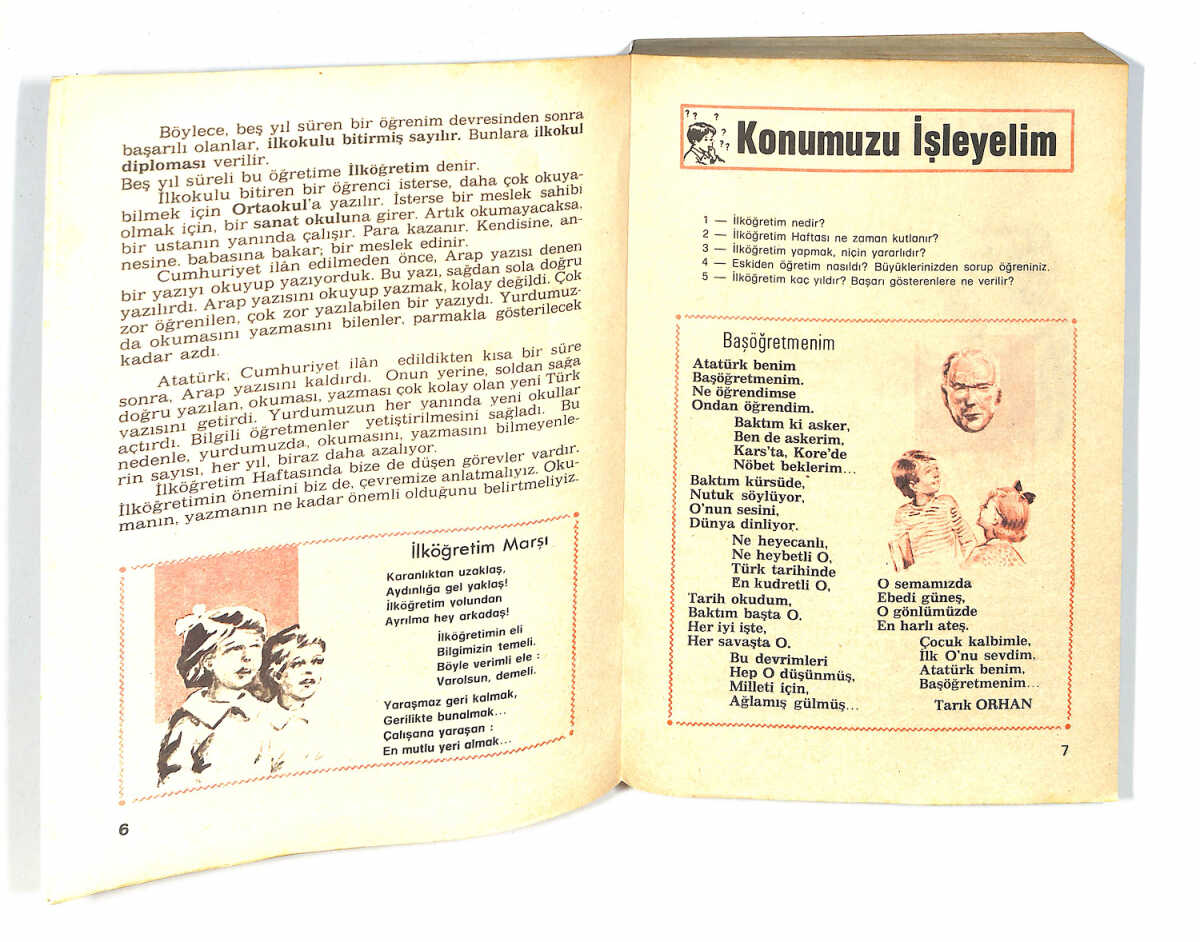 Böylece, beş yıl süren bir öğrenim devresinden sonra
başarılı olanlar, ilkokulu bitirmiş sayılır. Bunlara ilkokul
diploması verilir.
Beş yıl süreli bu öğretime İlköğretim denir.
İlkokulu bitiren bir öğrenci isterse, daha çok okuya-
bilmek için Ortaokul'a yazılır. İsterse bir meslek sahibi
olmak için, bir sanat okuluna girer. Artık okumayacaksa,
bir ustanın yanında çalışır. Para kazanır. Kendisine, an-
nesine, babasına bakar; bir meslek edinir.
Cumhuriyet ilân edilmeden önce, Arap yazısı denen
bir yazıyı okuyup yazıyorduk. Bu yazı, sağdan sola doğru
yazılırdı. Arap yazısını okuyup yazmak, kolay değildi. Çok
zor öğrenilen, çok zor yazılabilen bir yazıydı. Yurdumuz-
da okumasını yazmasını bilenler, parmakla gösterilecek
kadar azdı.
Atatürk, Cumhuriyet ilân edildikten kısa bir süre
sonra, Arap yazısını kaldırdı. Onun yerine, soldan sağa
doğru yazılan, okuması, yazması çok kolay olan yeni Türk
yazısını getirdi. Yurdumuzun her yanında yeni okullar
açtırdı. Bilgili öğretmenler yetiştirilmesini sağladı. Bu
nedenle, yurdumuzda, okumasını, yazmasını bilmeyenle-
rin sayısı, her yıl, biraz daha azalıyor.
İlköğretim Haftasında bize de düşen görevler vardır.
İlköğretimin önemini biz de, çevremize anlatmalıyız. Oku-
manın, yazmanın ne kadar önemli olduğunu belirtmeliyiz.
İlköğretim Marşı
Karanlıktan uzaklaş,
Aydınlığa gel yaklaş!
İlköğretim yolundan
Ayrılma hey arkadaş!
İlköğretimin eli
Bilgimizin temeli.
Böyle verimli ele :
Varolsun, demeli.
Yaraşmaz geri kalmak,
Gerilikte bunalmak...
Çalışana yaraşan :
En mutlu yeri almak...
6
? ? ? ? ? ?
Konumuzu İşleyelim
1 — İlköğretim nedir?
2 — İlköğretim Haftası ne zaman kutlanır?
3 — İlköğretim yapmak, niçin yararlıdır?
4 — Eskiden öğretim nasıldı? Büyüklerinizden sorup öğreniniz.
5 — İlköğretim kaç yıldır? Başarı gösterenlere ne verilir?
Başöğretmenim
Atatürk benim
Başöğretmenim.
Ne öğrendimse
Ondan öğrendim.
Baktım ki asker,
Ben de askerim,
Kars'ta, Kore'de
Nöbet beklerim...
Baktım kürsüde,
Nutuk söylüyor,
O'nun sesini,
Dünya dinliyor.
Ne heyecanlı,
Ne heybetli O,
Türk tarihinde
En kudretli O,
Tarih okudum,
Baktım başta O.
Her iyi işte,
Her savaşta O.
Bu devrimleri
Hep O düşünmüş,
Milleti için,
Ağlamış gülmüş...
O semamızda
Ebedi güneş,
O gönlümüzde
En harlı ateş.
Çocuk kalbimle,
İlk O'nu sevdim,
Atatürk benim,
Başöğretmenim...
Tarık ORHAN
7